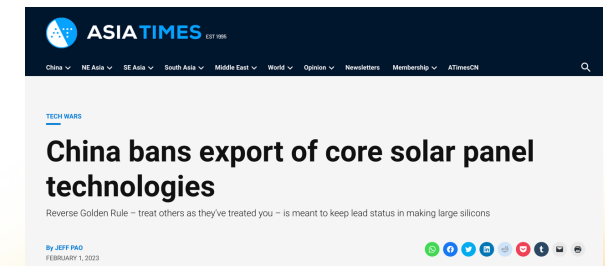 ASIATIMES EST 1995
China NE Asia SE Asia South Asia Middle East World Opinion Newsletters Membership ATimesCN
TECH WARS
China bans export of core solar panel
technologies
Reverse Golden Rule – treat others as they've treated you – is meant to keep lead status in making large silicons
By JEFF PAO
FEBRUARY 1, 2023